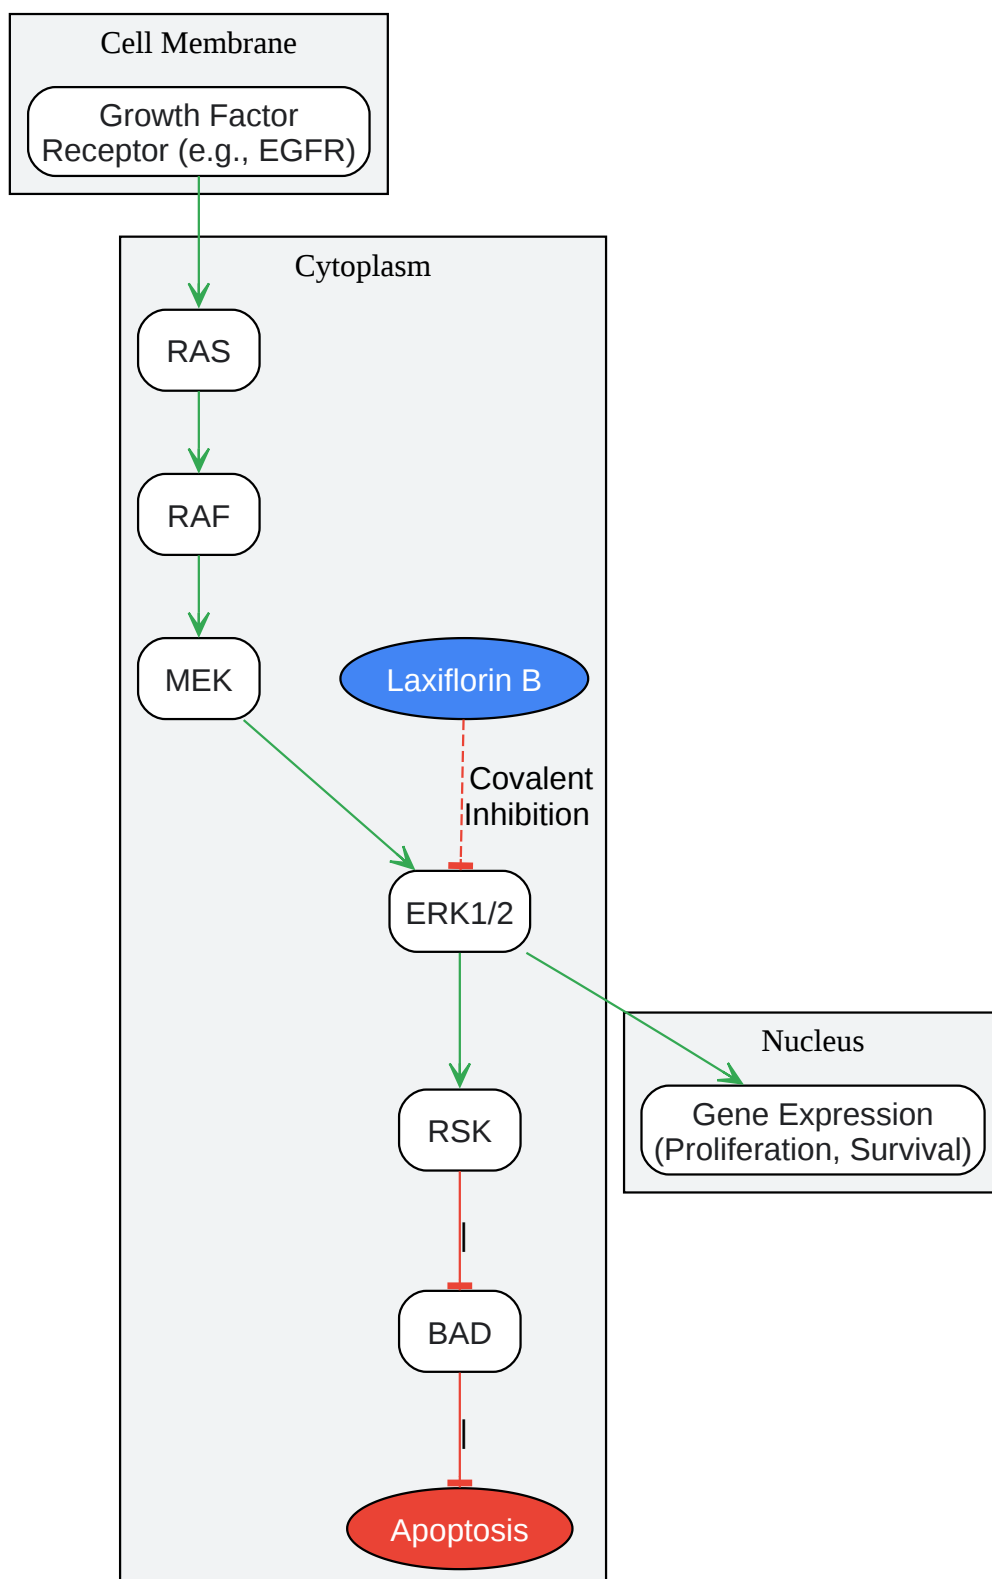 Cell Membrane
Growth Factor
Receptor (e.g., EGFR)
Cytoplasm
RAS
RAF
MEK
Laxiflorin B
Covalent
Inhibition
ERK1/2
Nucleus
Gene Expression
(Proliferation, Survival)
RSK
|
BAD
|
Apoptosis